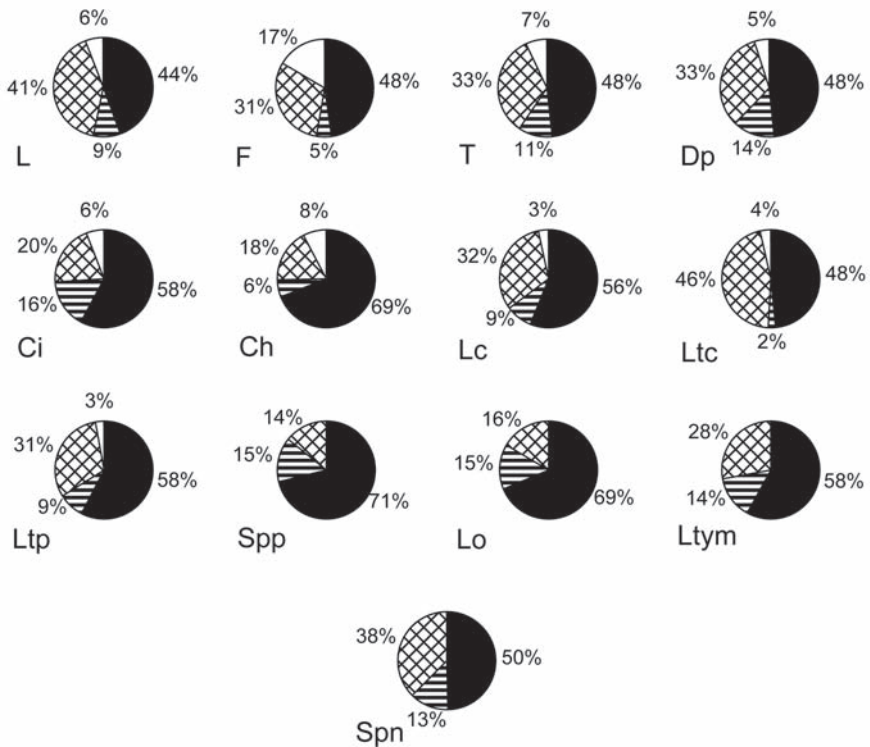 6% 17% 7% 5%
41% 44% 31% 48% 33% 48% 33% 48%
L 9% F 5% T 11% Dp 14%
6% 8% 3% 4%
20% 16% 58% 18% 6% 69% 32% 9% 56% 46% 48%
Ci Ch Lc Ltc 2%
3% 14% 16% 28%
31% 9% 58% 15% 71% 15% 69% 14% 58%
Ltp Spp Lo Ltym
38% 50%
Spn 13%